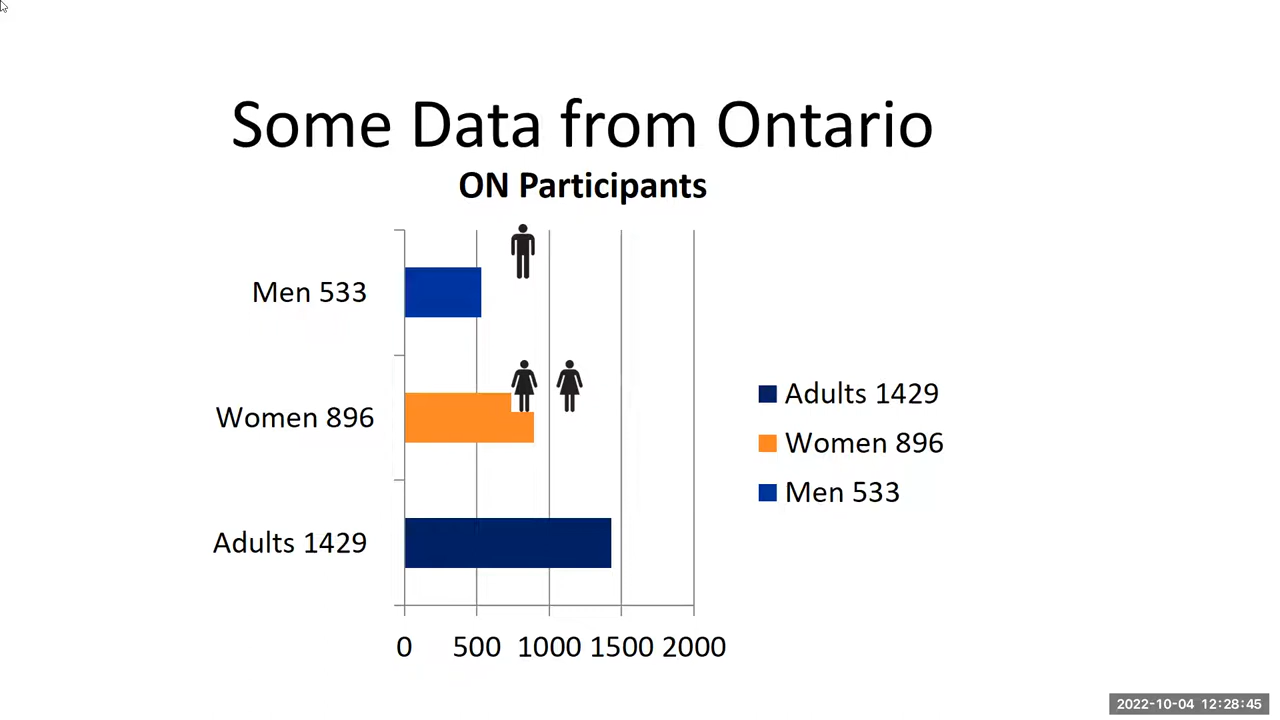 Some Data from Ontario
ON Participants
Men 533
Women 896
Adults 1429
0 500 1000 1500 2000
Adults 1429
Women 896
Men 533
2022-10-04 12:28:45